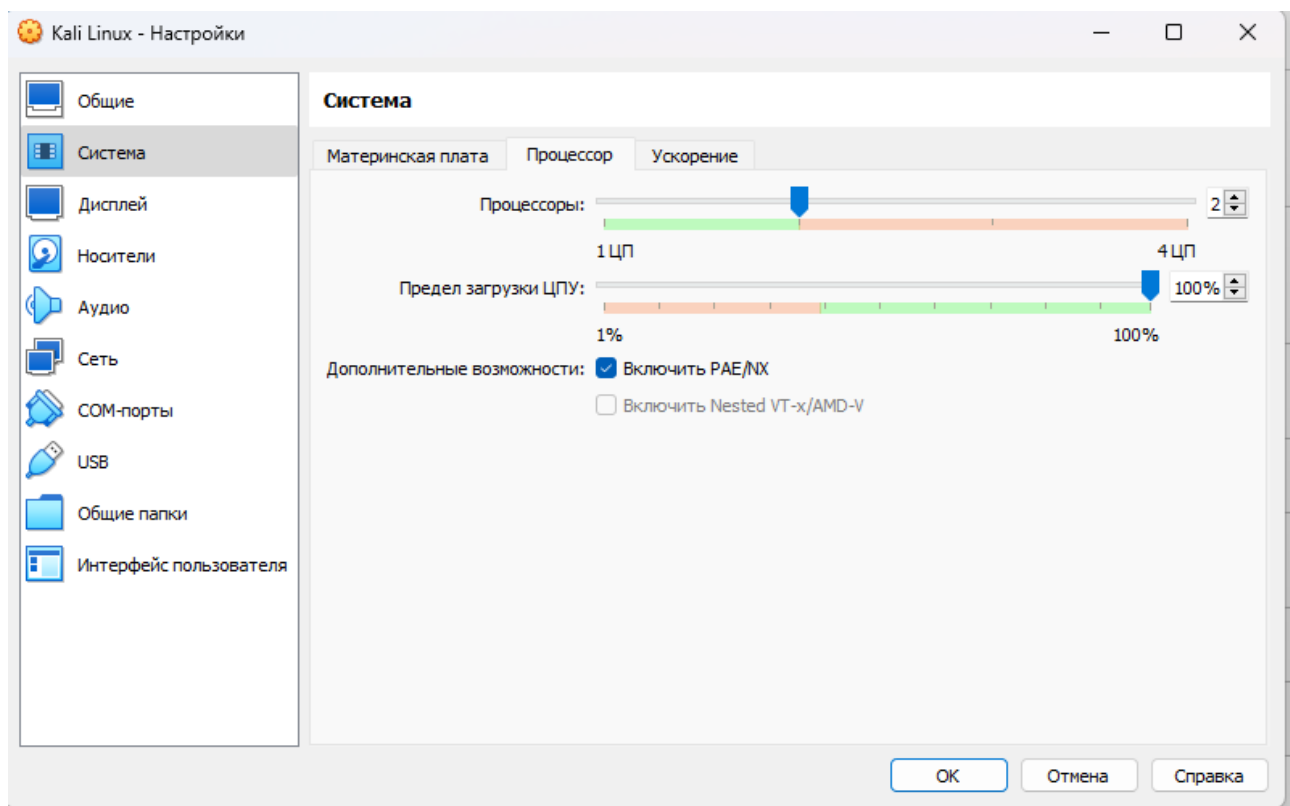 Kali Linux - Настройки
Общие
Система
Дисплей
Носители
Аудио
Сеть
COM-порты
USB
Общие папки
Интерфейс пользователя
Система
Материнская плата Процессор Ускорение
Процессоры: 2
1 ЦП 4 ЦП
Предел загрузки ЦПУ: 100%
1% 100%
Дополнительные возможности: Включить PAE/NX
Включить Nested VT-x/AMD-V
OK Отмена Справка